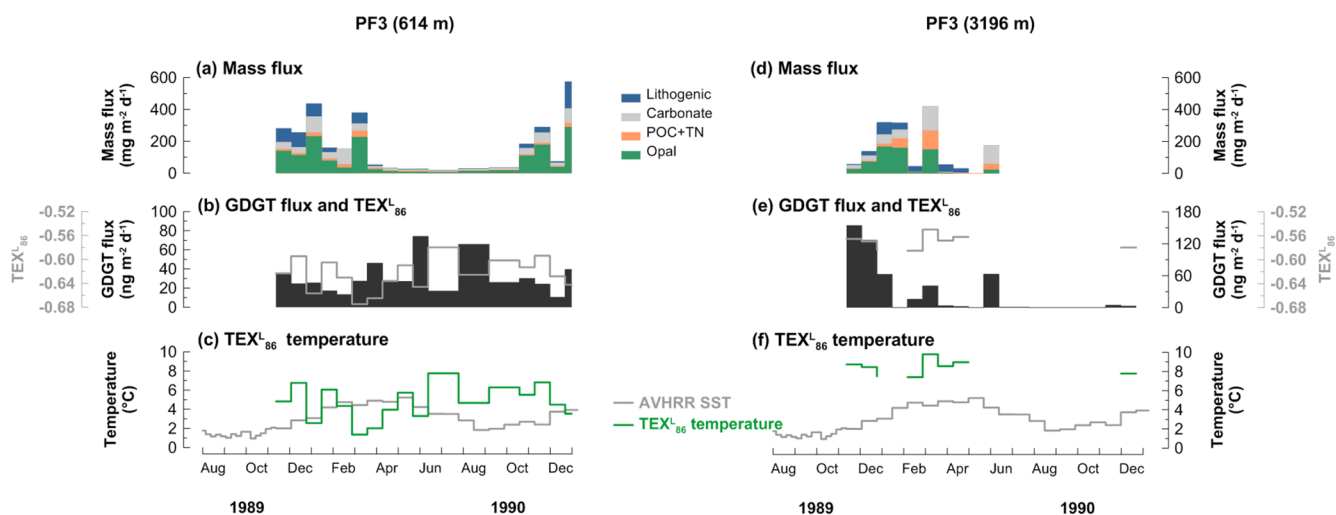 PF3 (614 m)
PF3 (3196 m)
(a) Mass flux
600
400
200
0
Mass flux
(mg m⁻² d⁻¹)
Lithogenic
Carbonate
POC+TN
Opal
(d) Mass flux
600
400
200
0
Mass flux
(mg m⁻² d⁻¹)
(b) GDGT flux and TEXᴸ₈₆
-0.52
-0.56
-0.60
-0.64
-0.68
TEXᴸ₈₆
100
80
60
40
20
0
GDGT flux
(ng m⁻² d⁻¹)
(e) GDGT flux and TEXᴸ₈₆
180
120
60
0
GDGT flux
(ng m⁻² d⁻¹)
-0.52
-0.56
-0.60
-0.64
-0.68
TEXᴸ₈₆
(c) TEXᴸ₈₆ temperature
10
8
6
4
2
0
Temperature
(°C)
AVHRR SST
TEXᴸ₈₆ temperature
(f) TEXᴸ₈₆ temperature
10
8
6
4
2
0
Temperature
(°C)
Aug Oct Dec Feb Apr Jun Aug Oct Dec
Aug Oct Dec Feb Apr Jun Aug Oct Dec
1989 1990
1989 1990